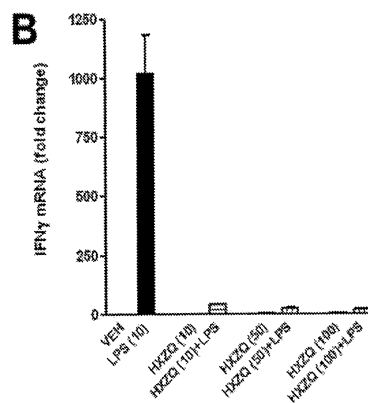 B
IFNγ mRNA (fold change)
1250
1000
750
500
250
0
VEH
LPS (10)
HXZQ (10)
HXZQ (10)+LPS
HXZQ (50)
HXZQ (50)+LPS
HXZQ (100)
HXZQ (100)+LPS